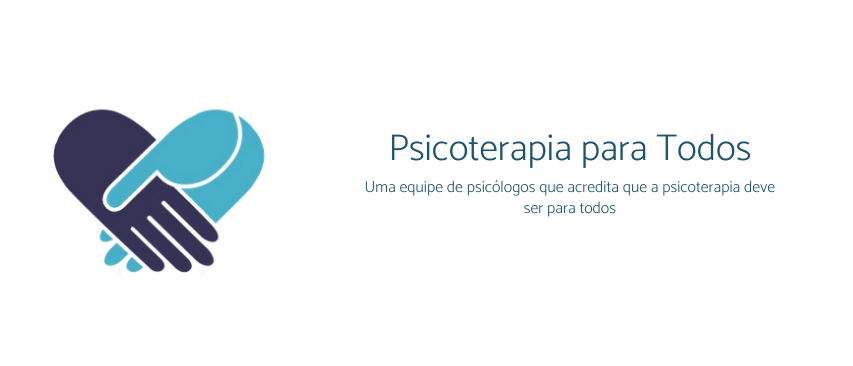 Psicoterapia para Todos
Uma equipe de psicólogos que acredita que a psicoterapia deve
ser para todos